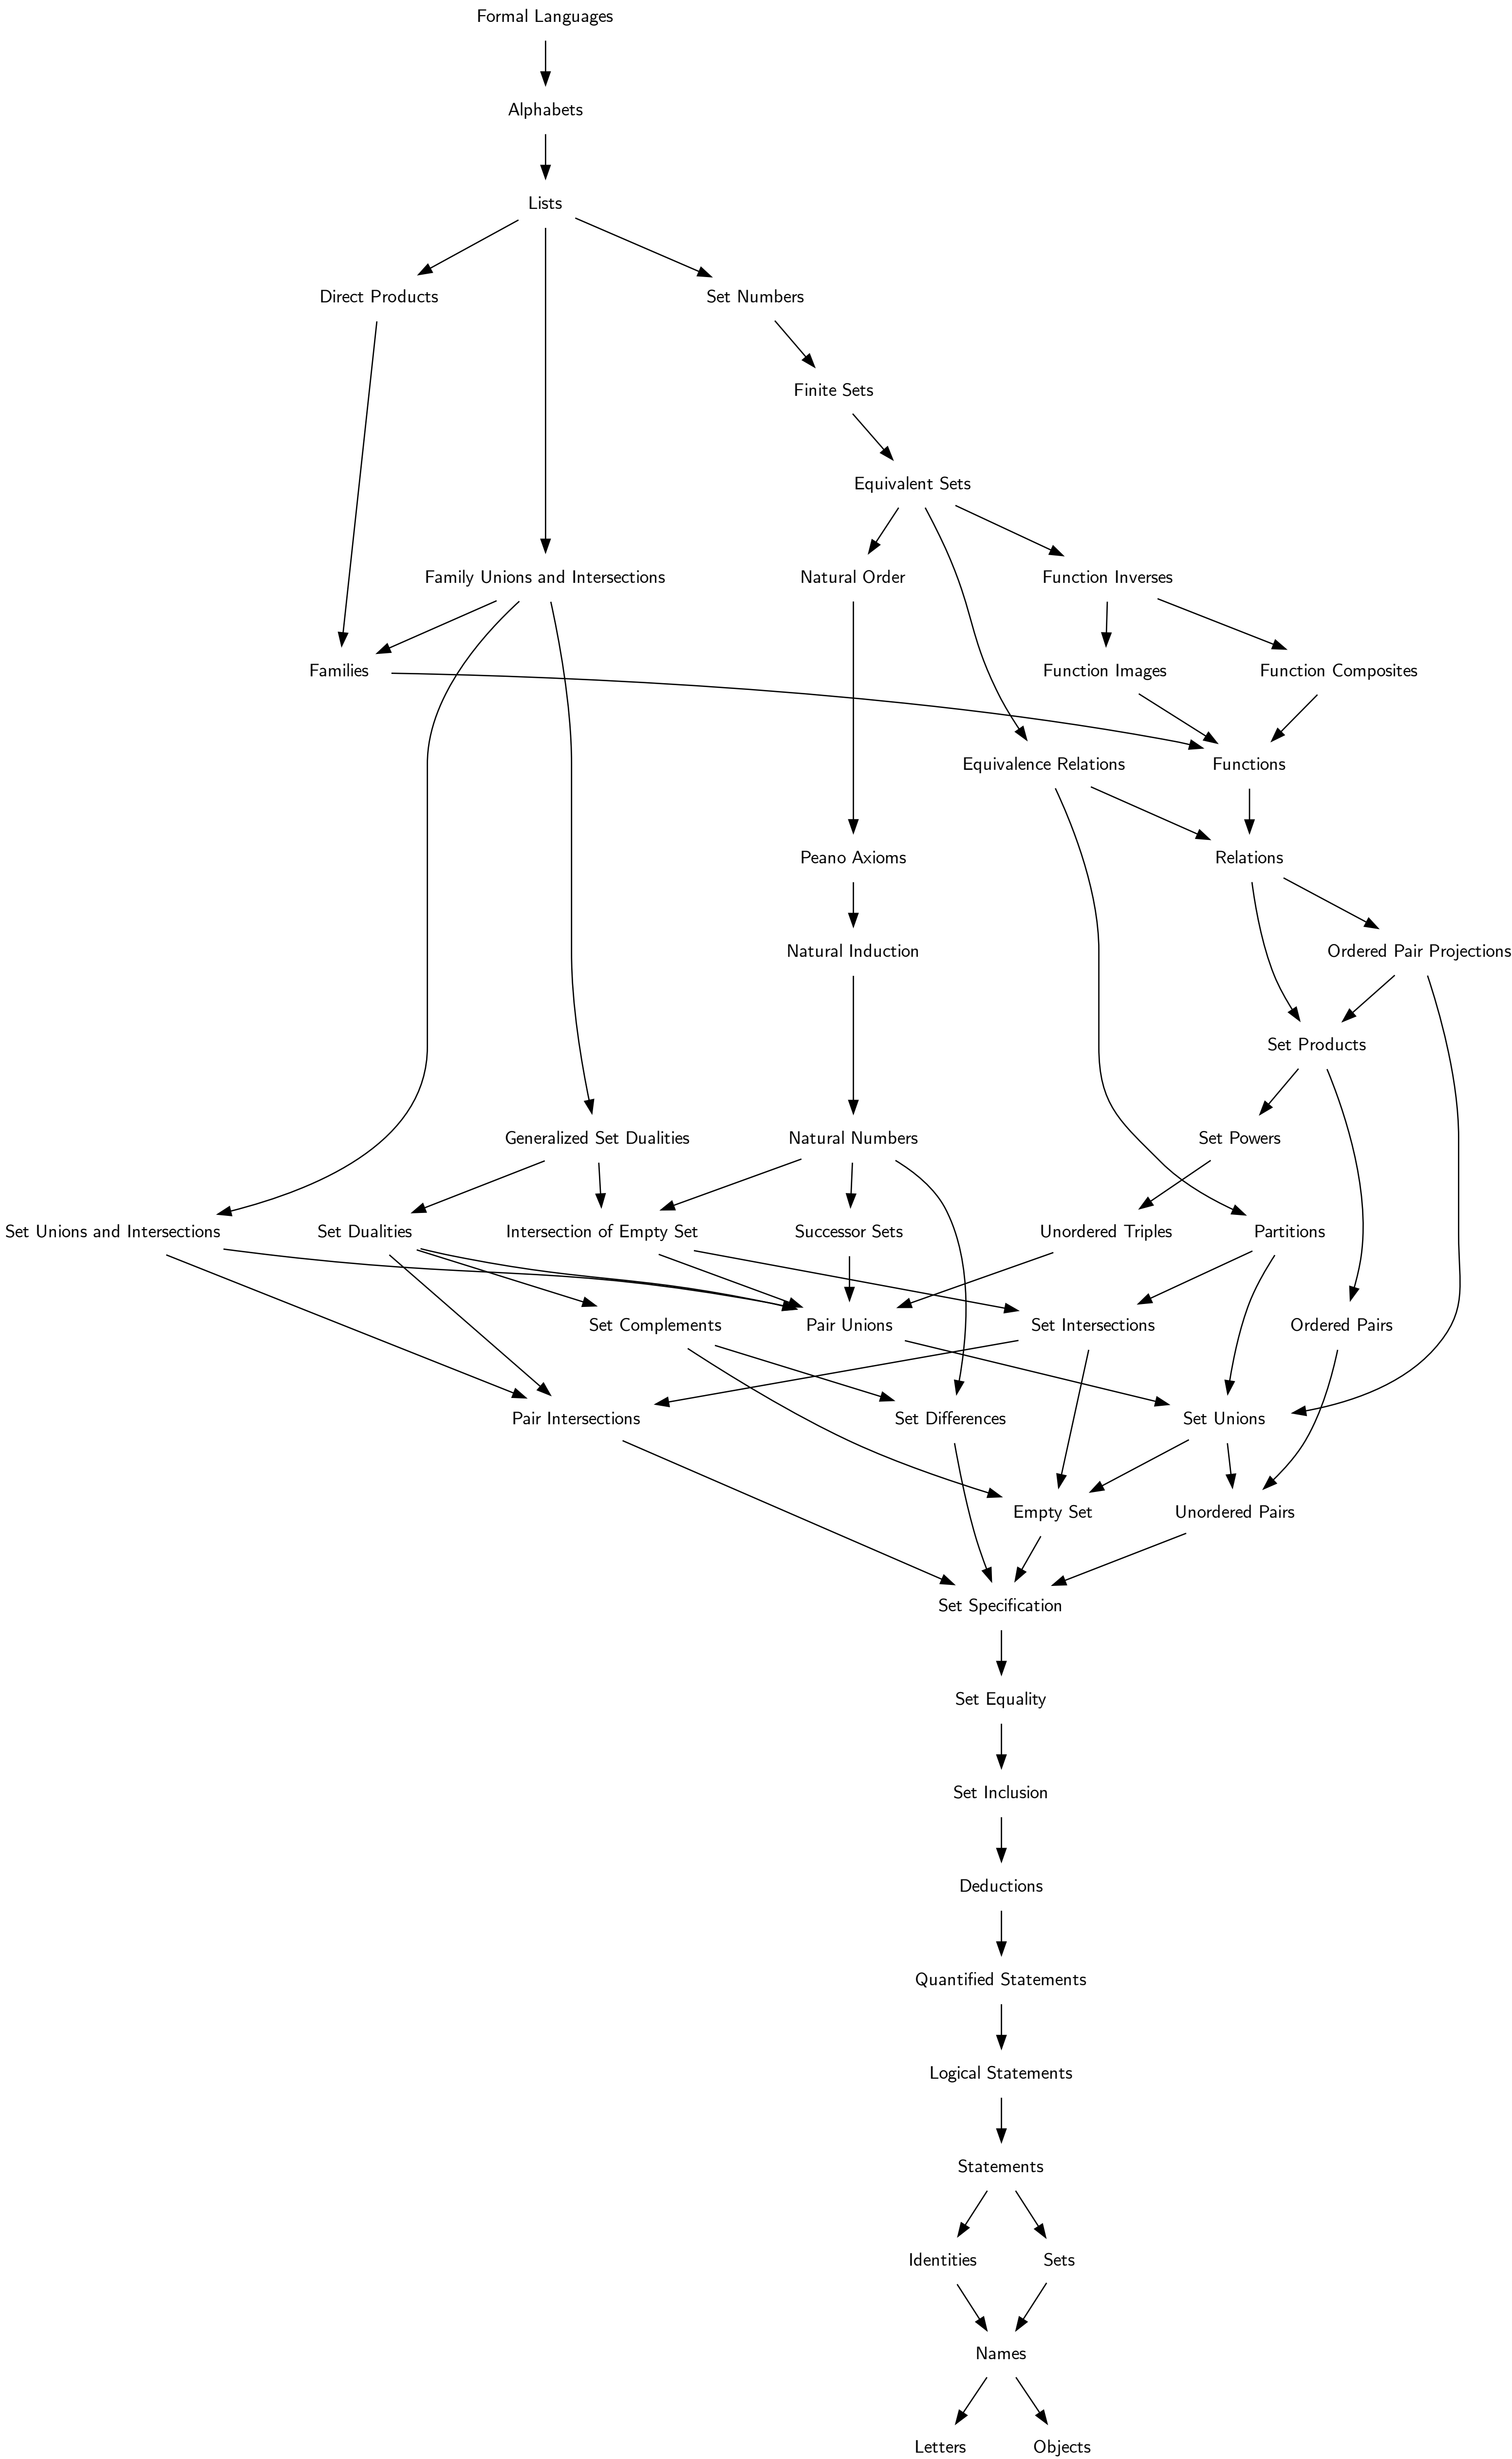 Formal Languages
Alphabets
Lists
Direct Products
Set Numbers
Finite Sets
Equivalent Sets
Family Unions and Intersections
Natural Order
Function Inverses
Families
Function Images
Function Composites
Equivalence Relations
Functions
Peano Axioms
Relations
Natural Induction
Ordered Pair Projections
Set Products
Generalized Set Dualities
Natural Numbers
Set Powers
Set Unions and Intersections
Set Dualities
Intersection of Empty Set
Successor Sets
Unordered Triples
Partitions
Set Complements
Pair Unions
Set Intersections
Ordered Pairs
Pair Intersections
Set Differences
Set Unions
Empty Set
Unordered Pairs
Set Specification
Set Equality
Set Inclusion
Deductions
Quantified Statements
Logical Statements
Statements
Identities
Sets
Names
Letters
Objects